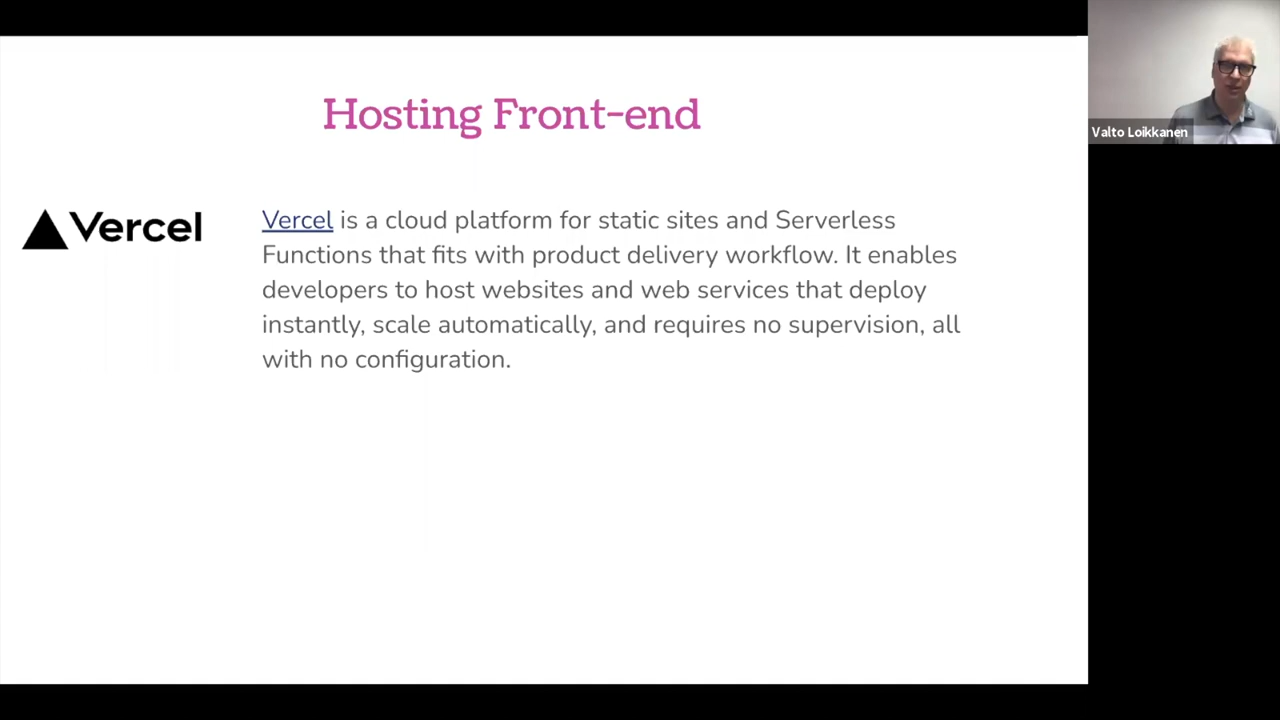 Hosting Front-end
Valto Loikkanen
Vercel
Vercel is a cloud platform for static sites and Serverless
Functions that fits with product delivery workflow. It enables
developers to host websites and web services that deploy
instantly, scale automatically, and requires no supervision, all
with no configuration.